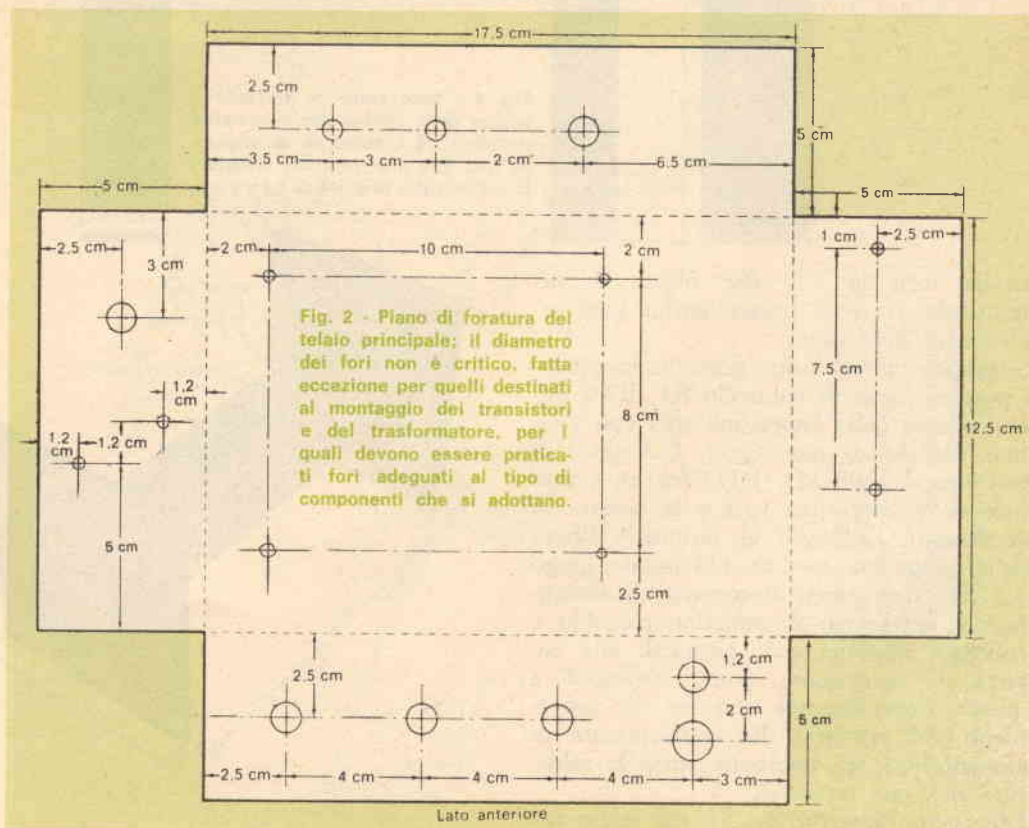 17.5 cm
2.5 cm
5 cm
3.5 cm
3 cm
2 cm
6.5 cm
5 cm
5 cm
2.5 cm
3 cm
2 cm
10 cm
2 cm
1 cm
2.5 cm
Fig. 2 - Piano di foratura del
telaio principale; il diametro
dei fori non è critico, fatta
eccezione per quelli destinati
al montaggio dei transistori
e del trasformatore, per i
quali devono essere pratica-
ti fori adeguati al tipo di
componenti che si adottano.
7.5 cm
1.2
cm
8 cm
12.5 cm
1.2
cm
1.2 cm
5 cm
2.5 cm
2.5 cm
1.2 cm
2 cm
5 cm
2.5 cm
4 cm
4 cm
4 cm
3 cm
Lato anteriore